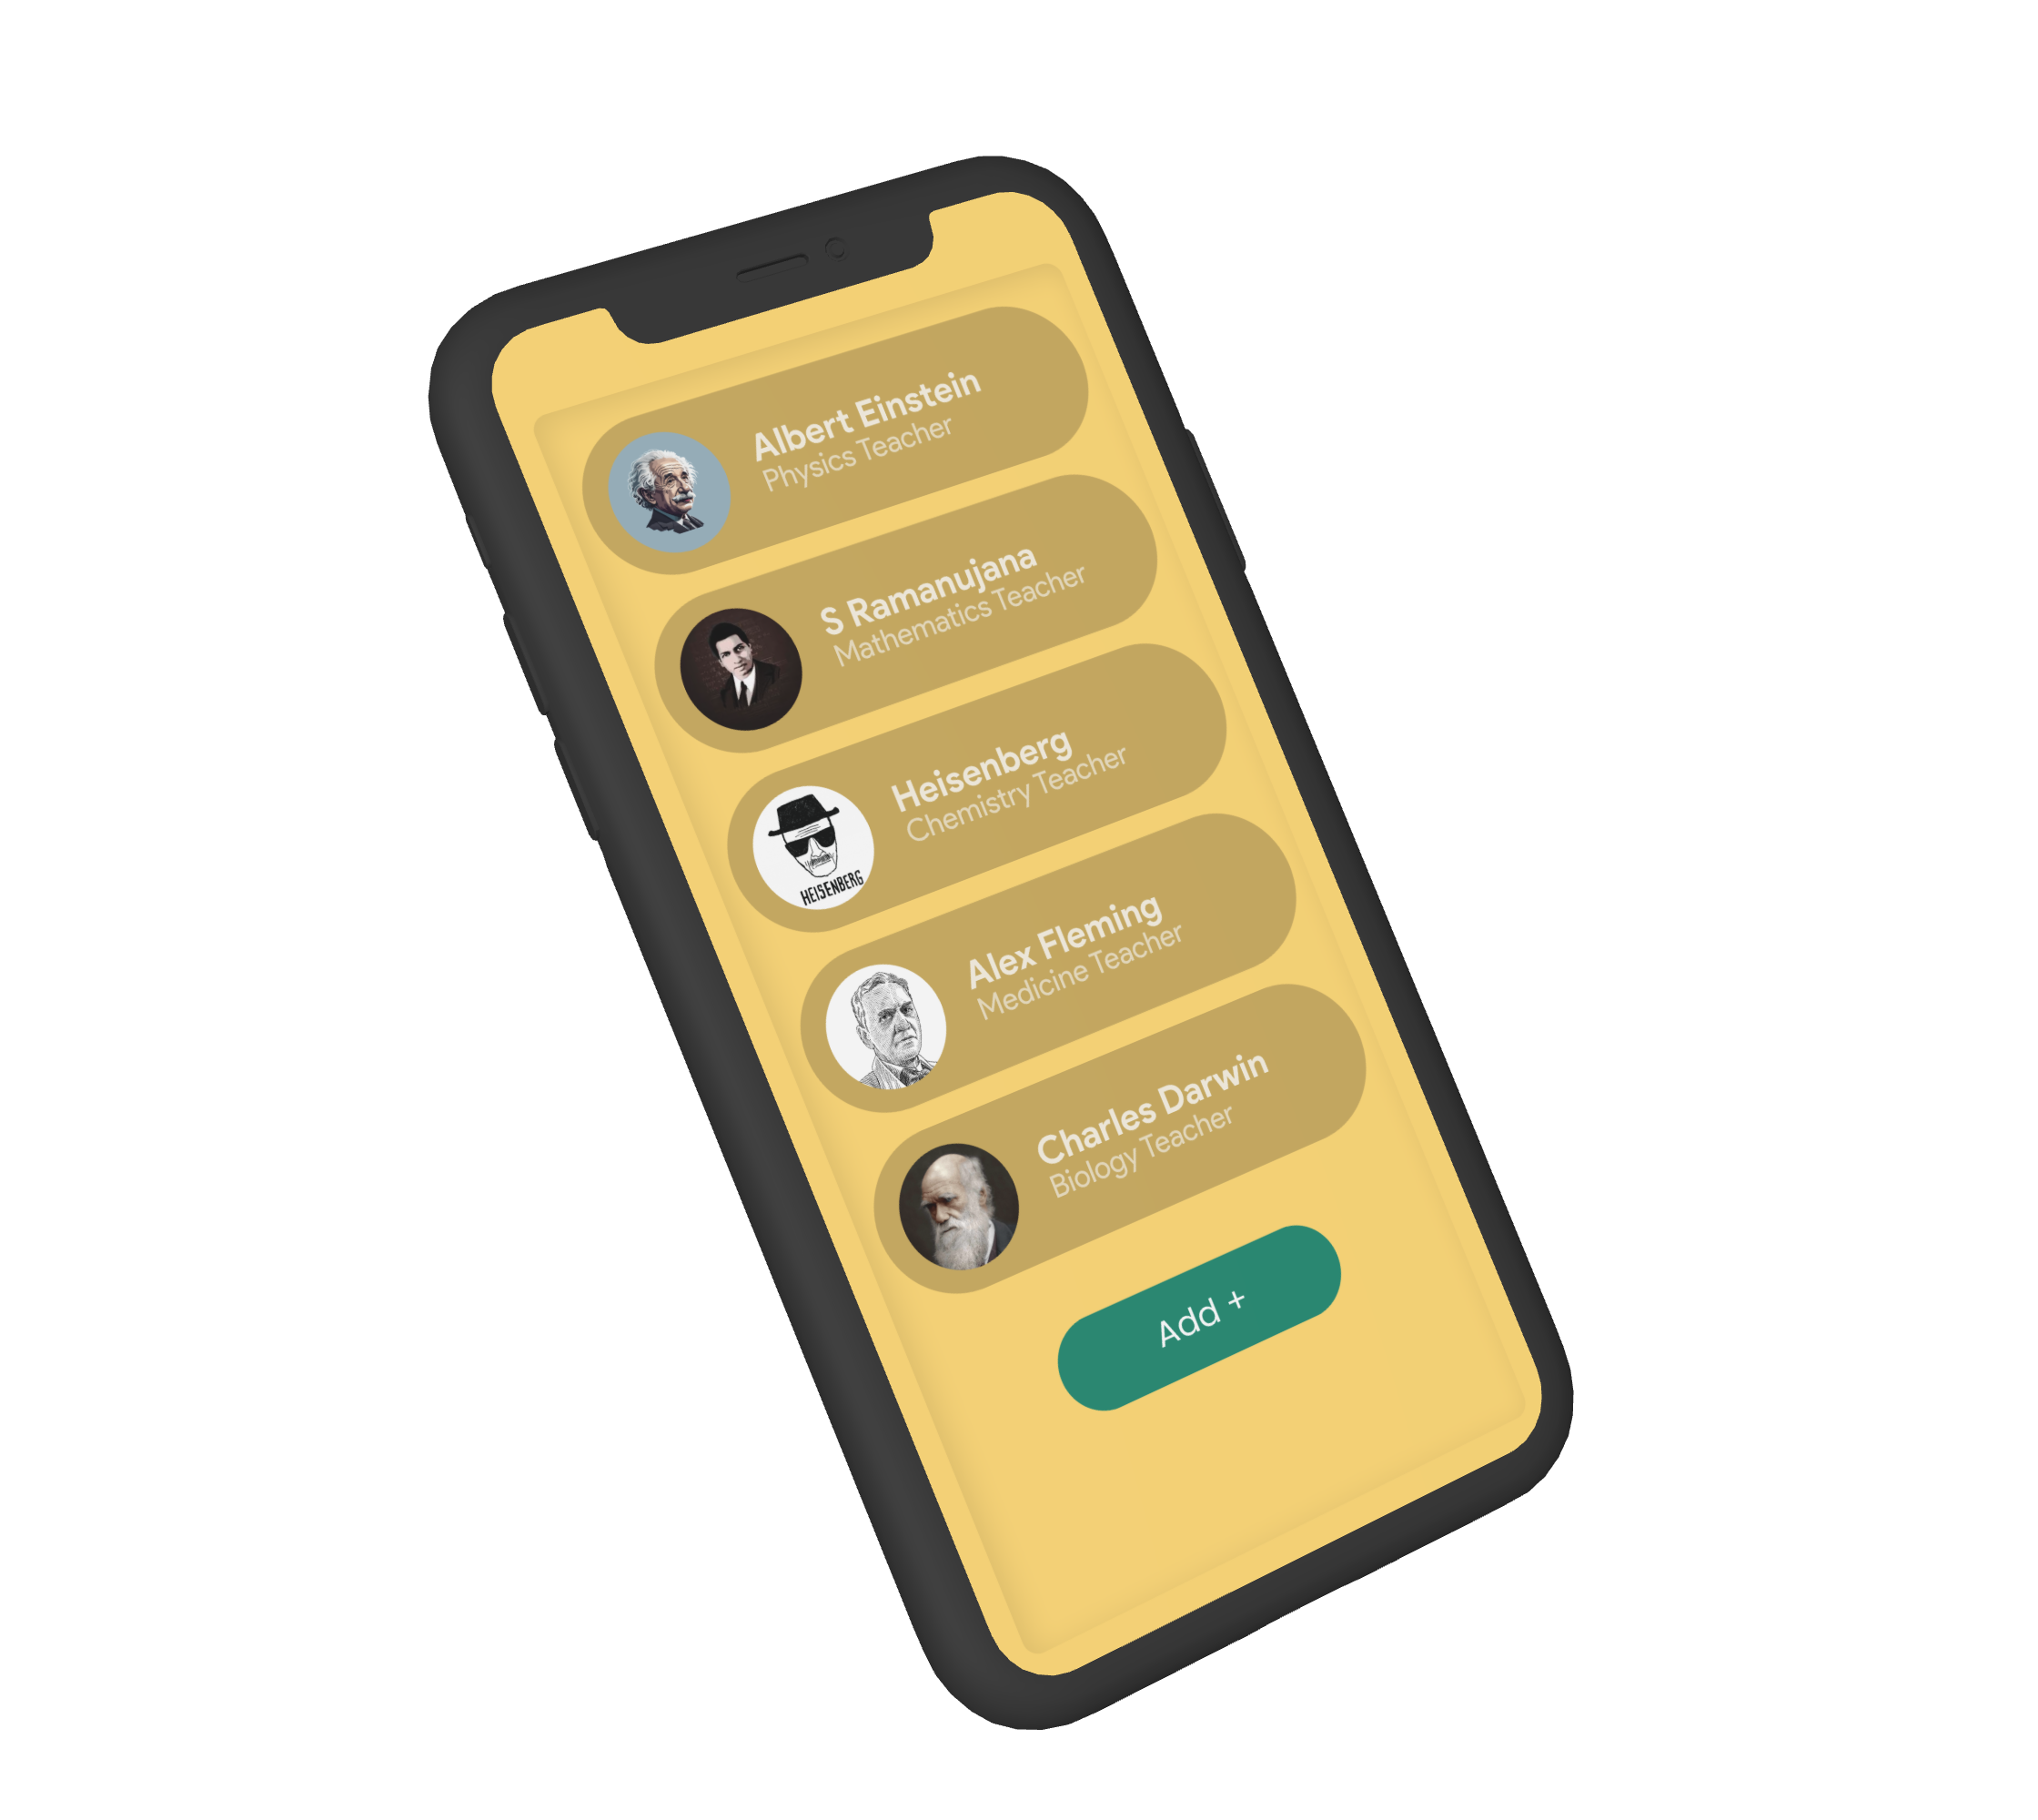 Albert Einstein
Physics Teacher
S Ramanujana
Mathematics Teacher
Heisenberg
Chemistry Teacher
HEISENBERG
Alex Fleming
Medicine Teacher
Charles Darwin
Biology Teacher
Add +